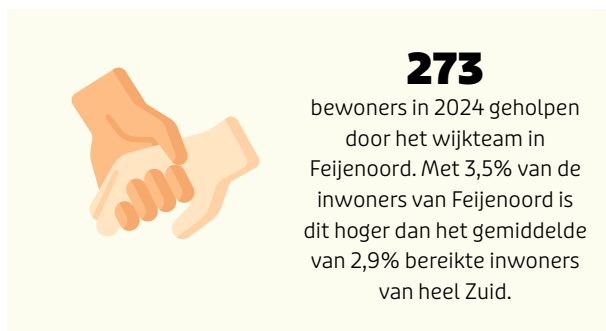 273
bewoners in 2024 geholpen
door het wijkteam in
Feijenoord. Met 3,5% van de
inwoners van Feijenoord is
dit hoger dan het gemiddelde
van 2,9% bereikte inwoners
van heel Zuid.